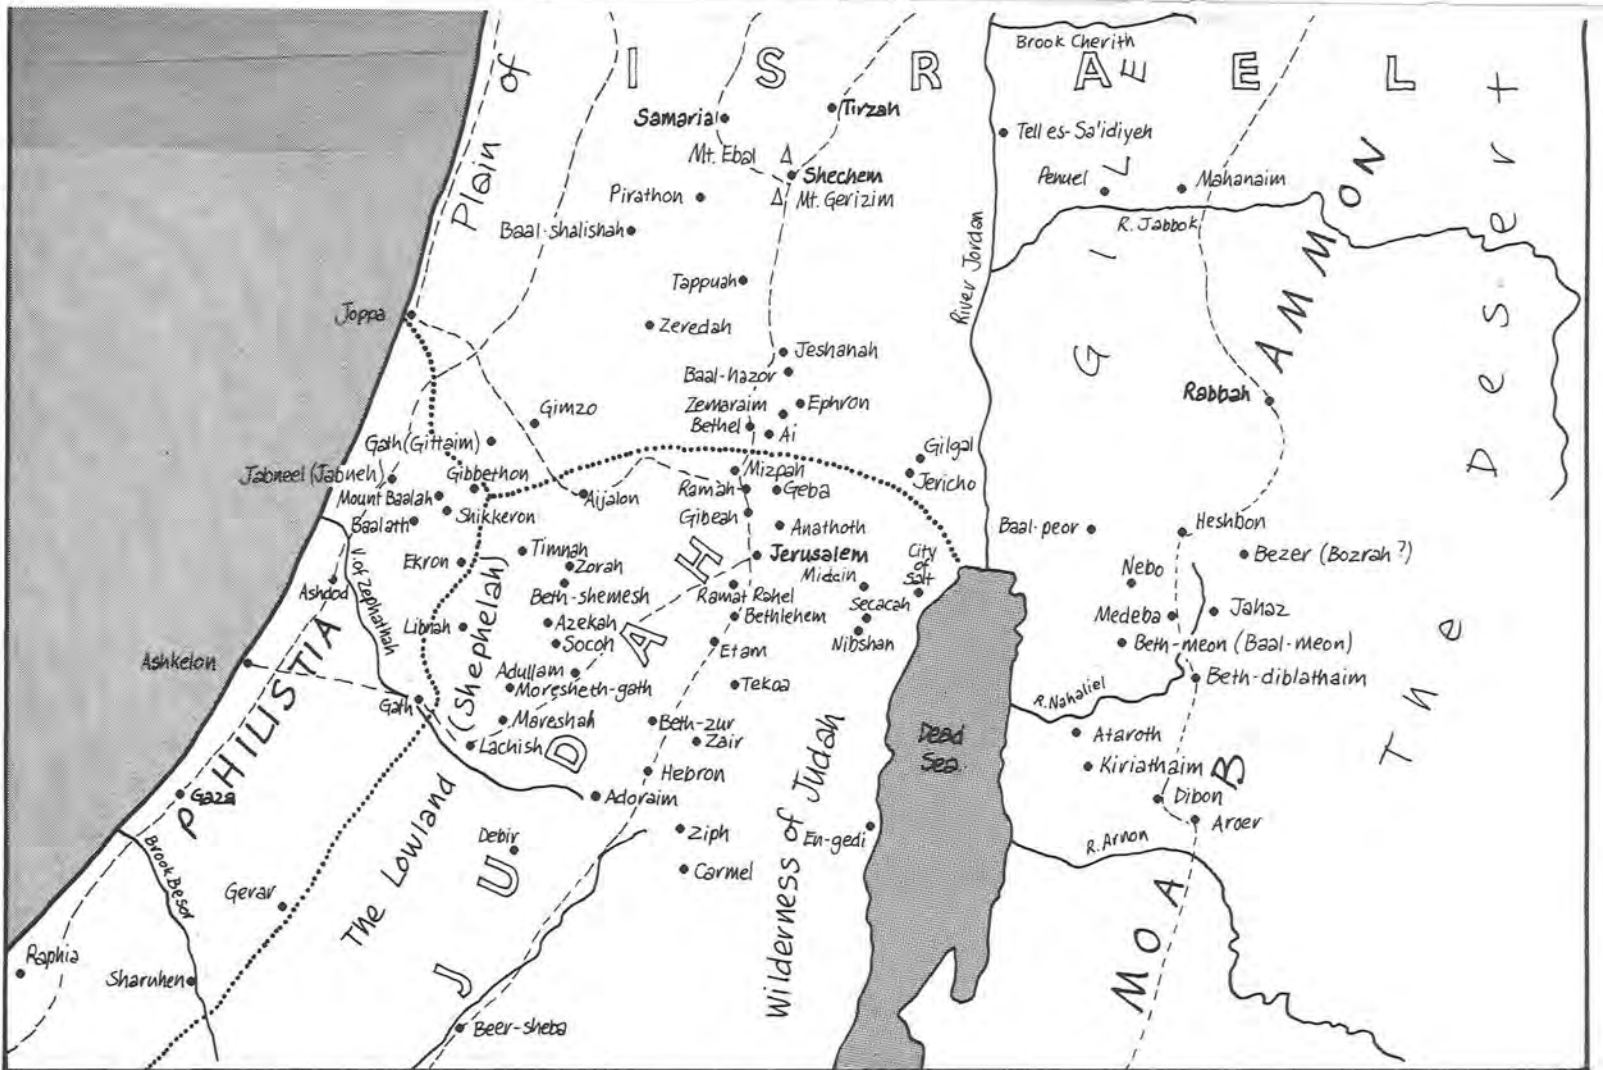 Brook Cherith
ISRAEL
Plain of
GILE
AMMON
The Desert
Samaria
Tirzah
Tell es-Sa'idiyeh
Mt. Ebal
Shechem
Mt. Gerizim
Penuel
Mahanaim
Pirathon
R. Jabbok
Baal-shalishah
River Jordan
Tappuah
Joppa
Zeredah
Jeshanah
Baal-hazor
Rabbah
Gimzo
Zemaraim
Ephron
Bethel
Ai
Gath (Gittaim)
Gilgal
Jabneel (Jabneh)
Gibbethon
Mizpah
Jericho
Mount Baalah
Aijalon
Ramah
Geba
Baalath
Shikkeron
Gibeah
Anathoth
Baal-peor
Heshbon
Ekron
Timnah
Zorah
Jerusalem
City
of
Salt
Bezer (Bozrah?)
V. of Zephathah
Ashdod
Beth-shemesh
Ramat Rahel
Middin
Nebo
Secacah
Libnah
Azekah
Bethlehem
Medeba
Jahaz
Socoh
Etam
Nibshan
Beth-meon (Baal-meon)
Ashkelon
PHILISTIA
(Shephelah)
JUDAH
Adullam
Moresheth-gath
Tekoa
Beth-diblathaim
R. Nahaliel
Gath
Mareshah
Beth-zur
Lachish
Zair
Dead
Sea
Ataroth
Hebron
Kiriathaim
Gaza
Adoraim
Dibon
Aroer
Debir
Ziph
En-gedi
R. Arnon
Brook Besor
The Lowland
Carmel
Wilderness of Judah
Gerar
MOAB
Raphia
Sharuhen
Beer-sheba